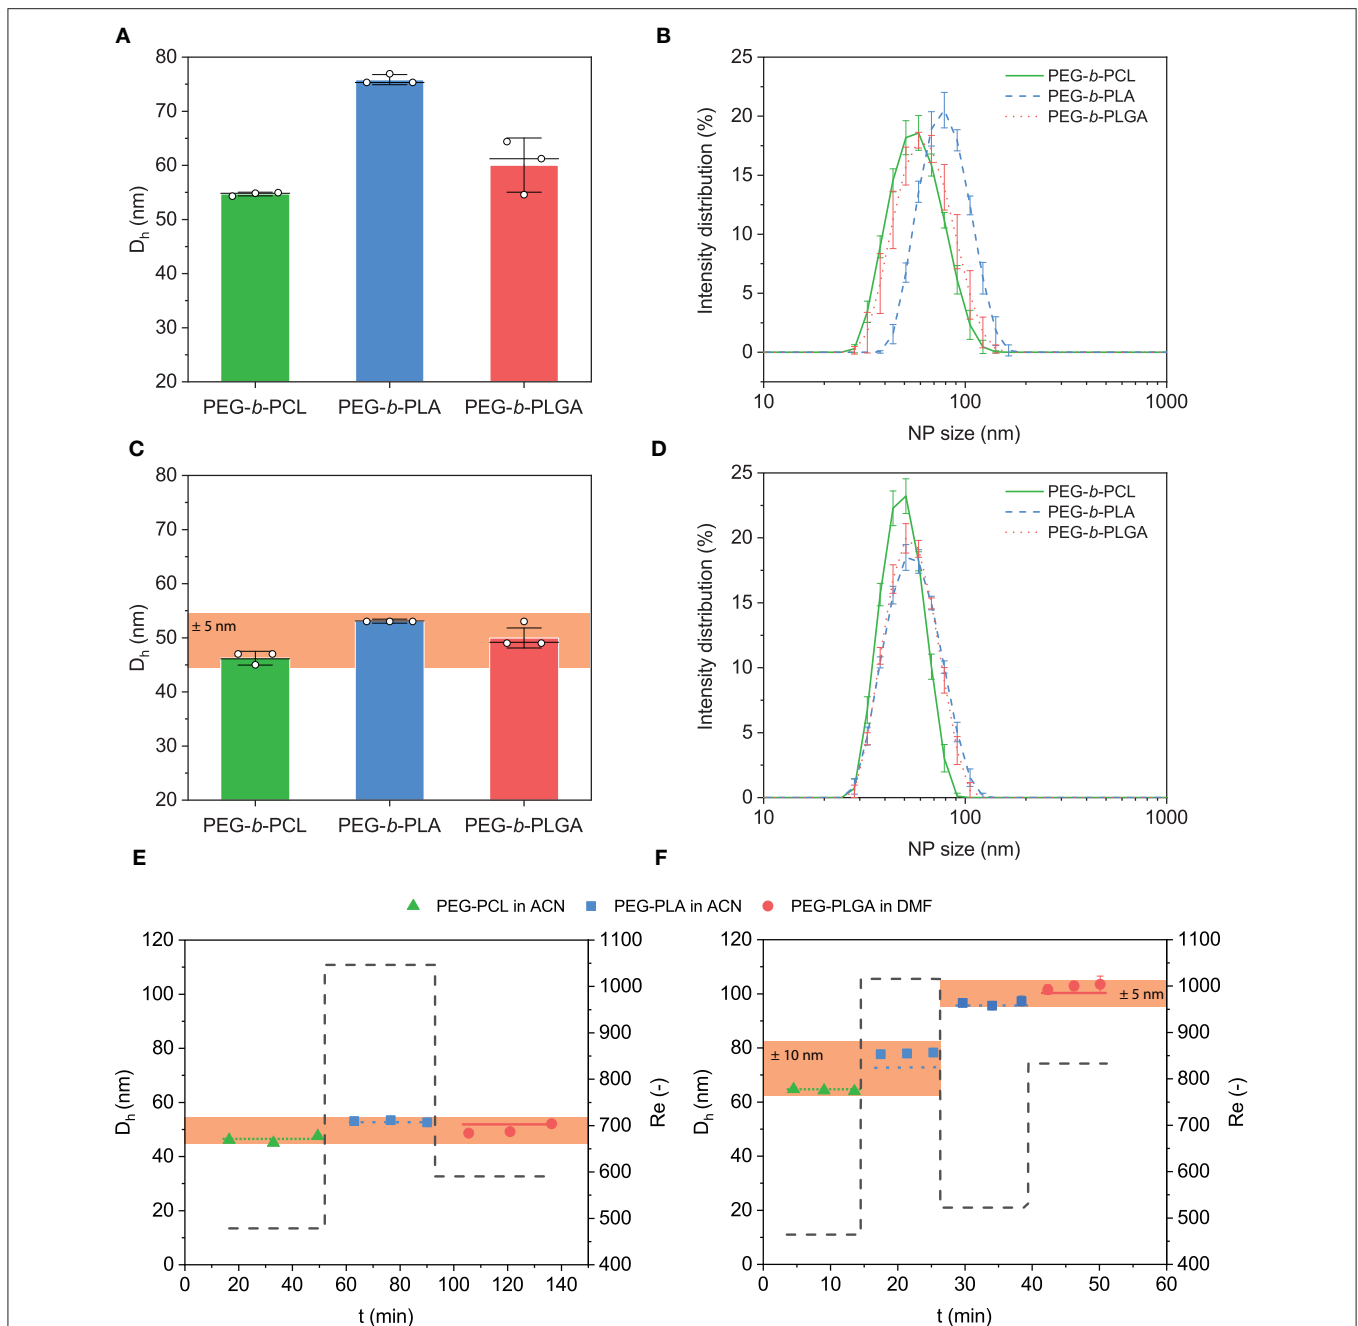 A
80
70
60
50
40
30
20
D_h (nm)
PEG-b-PCL
PEG-b-PLA
PEG-b-PLGA
B
25
20
15
10
5
0
Intensity distribution (%)
PEG-b-PCL
PEG-b-PLA
PEG-b-PLGA
10
100
1000
NP size (nm)
C
80
70
60
50
40
30
20
D_h (nm)
± 5 nm
PEG-b-PCL
PEG-b-PLA
PEG-b-PLGA
D
25
20
15
10
5
0
Intensity distribution (%)
PEG-b-PCL
PEG-b-PLA
PEG-b-PLGA
10
100
1000
NP size (nm)
E
F
PEG-PCL in ACN
PEG-PLA in ACN
PEG-PLGA in DMF
120
100
80
60
40
20
0
D_h (nm)
1100
1000
900
800
700
600
500
400
Re (-)
0
20
40
60
80
100
120
140
t (min)
120
100
80
60
40
20
0
D_h (nm)
± 10 nm
± 5 nm
1100
1000
900
800
700
600
500
400
Re (-)
0
10
20
30
40
50
60
t (min)